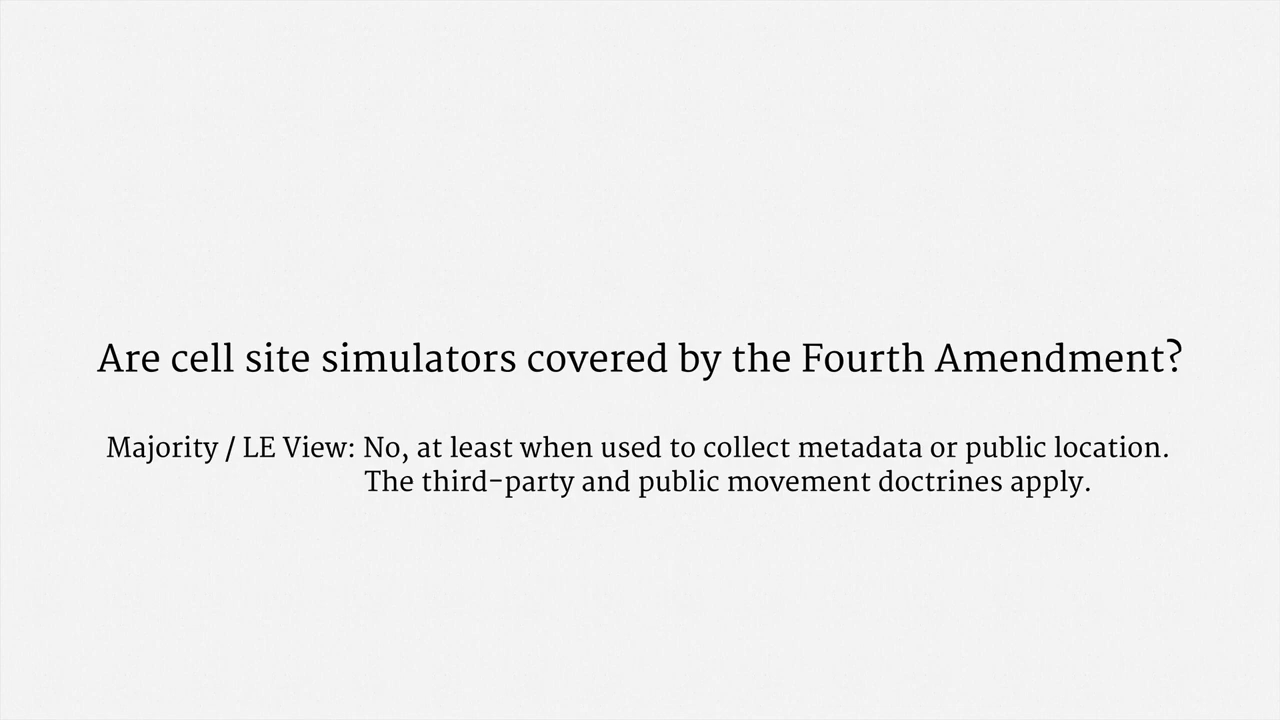 Are cell site simulators covered by the Fourth Amendment?
Majority / LE View: No, at least when used to collect metadata or public location.
The third-party and public movement doctrines apply.